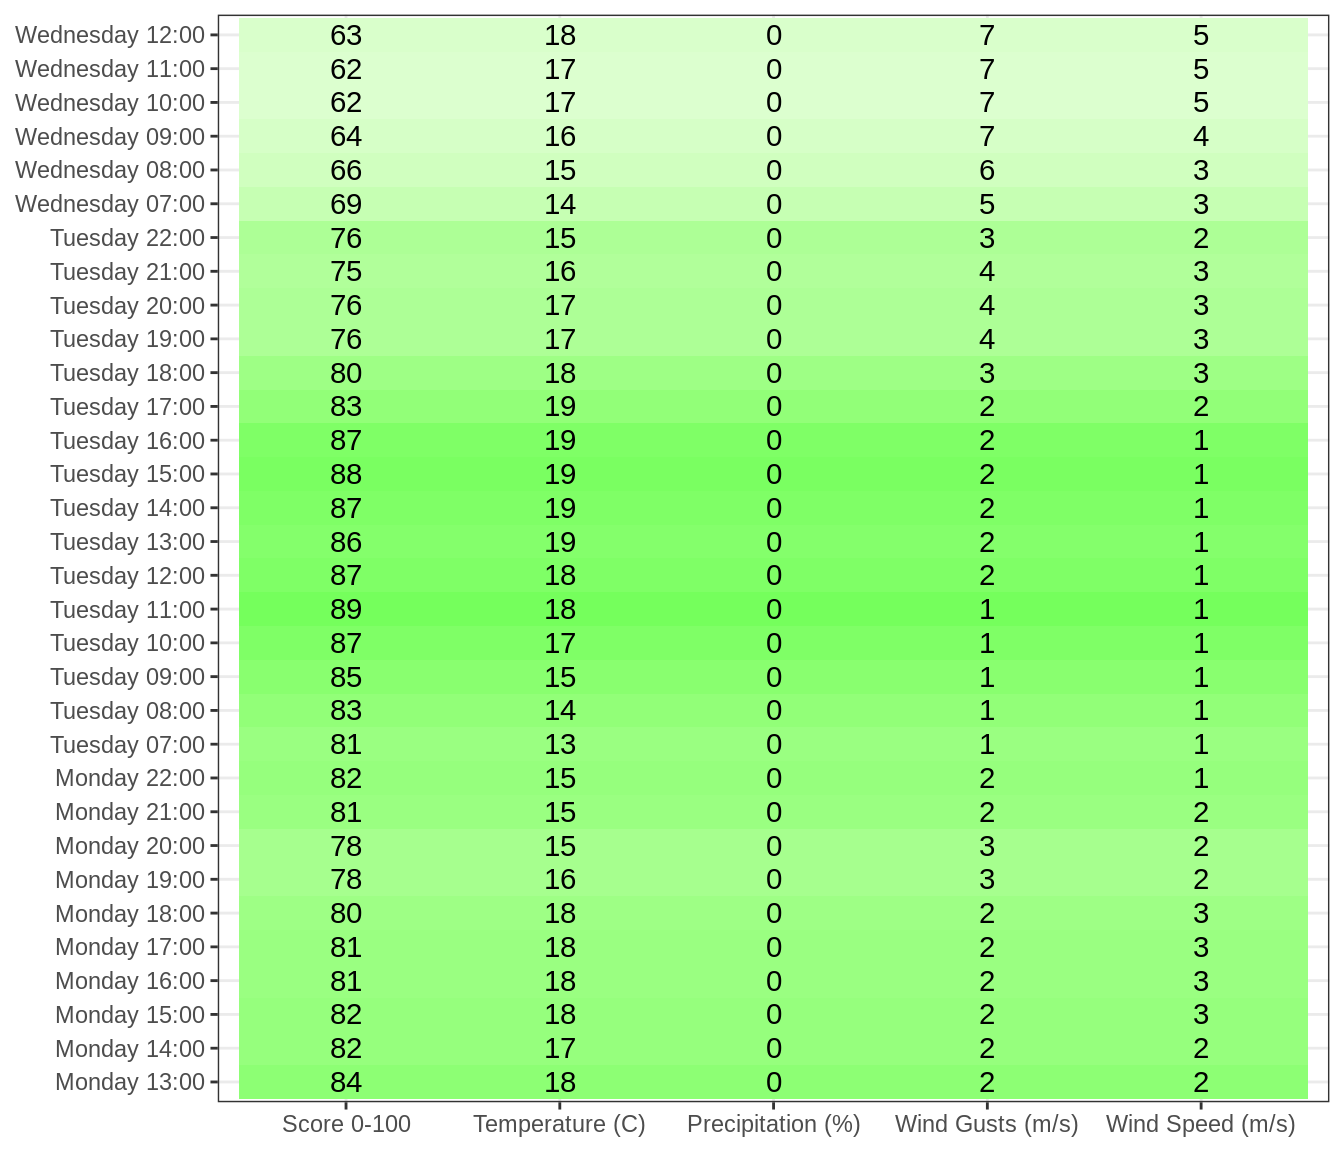 Wednesday 12:00 63 18 0 7 5
Wednesday 11:00 62 17 0 7 5
Wednesday 10:00 62 17 0 7 5
Wednesday 09:00 64 16 0 7 4
Wednesday 08:00 66 15 0 6 3
Wednesday 07:00 69 14 0 5 3
Tuesday 22:00 76 15 0 3 2
Tuesday 21:00 75 16 0 4 3
Tuesday 20:00 76 17 0 4 3
Tuesday 19:00 76 17 0 4 3
Tuesday 18:00 80 18 0 3 3
Tuesday 17:00 83 19 0 2 2
Tuesday 16:00 87 19 0 2 1
Tuesday 15:00 88 19 0 2 1
Tuesday 14:00 87 19 0 2 1
Tuesday 13:00 86 19 0 2 1
Tuesday 12:00 87 18 0 2 1
Tuesday 11:00 89 18 0 1 1
Tuesday 10:00 87 17 0 1 1
Tuesday 09:00 85 15 0 1 1
Tuesday 08:00 83 14 0 1 1
Tuesday 07:00 81 13 0 1 1
Monday 22:00 82 15 0 2 1
Monday 21:00 81 15 0 2 2
Monday 20:00 78 15 0 3 2
Monday 19:00 78 16 0 3 2
Monday 18:00 80 18 0 2 3
Monday 17:00 81 18 0 2 3
Monday 16:00 81 18 0 2 3
Monday 15:00 82 18 0 2 3
Monday 14:00 82 17 0 2 2
Monday 13:00 84 18 0 2 2
Score 0-100 Temperature (C) Precipitation (%) Wind Gusts (m/s) Wind Speed (m/s)